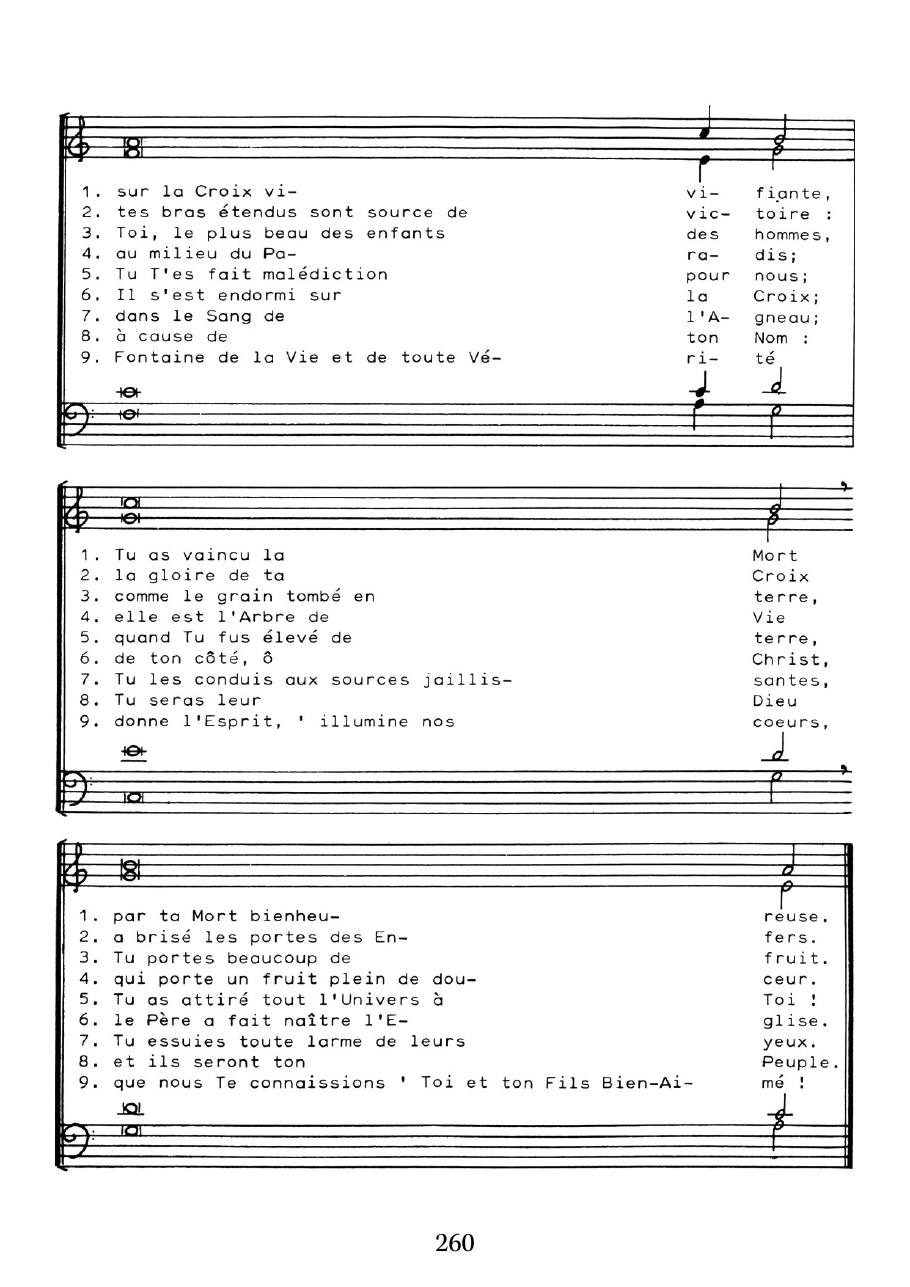 1. sur la Croix vi- vi- fiante,
2. tes bras étendus sont source de vic- toire :
3. Toi, le plus beau des enfants des hommes,
4. au milieu du Pa- ra- dis;
5. Tu T'es fait malédiction pour nous;
6. Il s'est endormi sur la Croix;
7. dans le Sang de l'A- gneau;
8. à cause de ton Nom :
9. Fontaine de la Vie et de toute Vé- ri- té
1. Tu as vaincu la Mort
2. la gloire de ta Croix
3. comme le grain tombé en terre,
4. elle est l'Arbre de Vie
5. quand Tu fus élevé de terre,
6. de ton côté, ô Christ,
7. Tu les conduis aux sources jaillis- santes,
8. Tu seras leur Dieu
9. donne l'Esprit, ' illumine nos coeurs,
1. par ta Mort bienheu- reuse.
2. a brisé les portes des En- fers.
3. Tu portes beaucoup de fruit.
4. qui porte un fruit plein de dou- ceur.
5. Tu as attiré tout l'Univers à Toi !
6. le Père a fait naître l'E- glise.
7. Tu essuies toute larme de leurs yeux.
8. et ils seront ton Peuple.
9. que nous Te connaissions ' Toi et ton Fils Bien-Ai- mé !
260